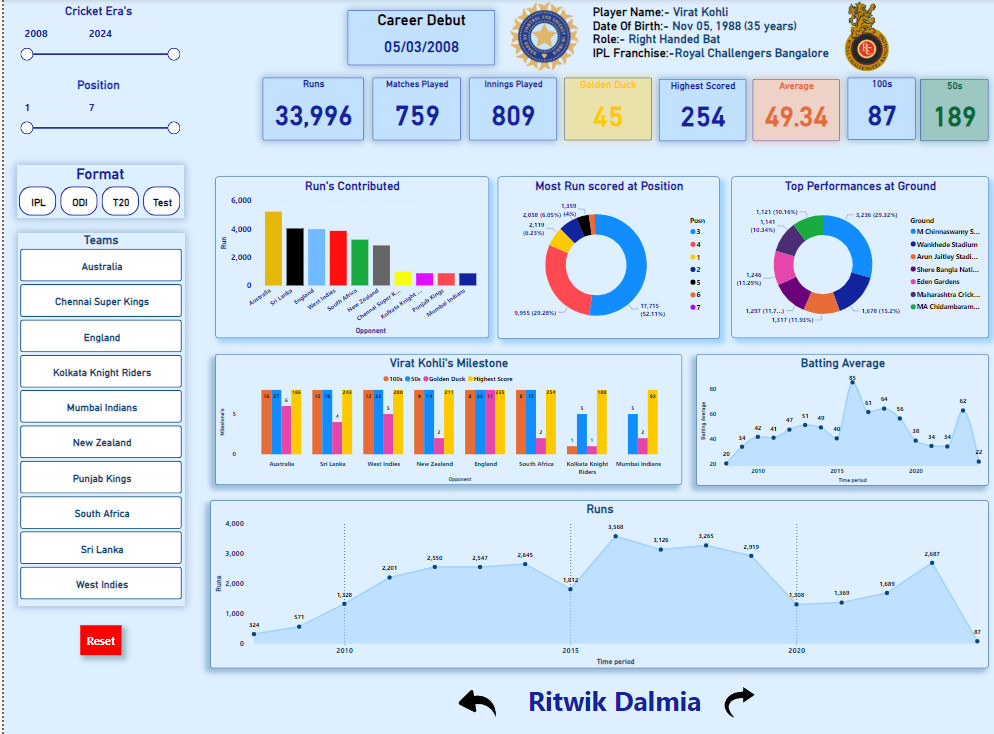 Cricket Era's
2008 2024
Position
1 7
Career Debut
05/03/2008
Player Name:- Virat Kohli
Date Of Birth:- Nov 05, 1988 (35 years)
Role:- Right Handed Bat
IPL Franchise:-Royal Challengers Bangalore
Runs
33,996
Matches Played
759
Innings Played
809
Golden Duck
45
Highest Scored
254
Average
49.34
100s
87
50s
189
Format
IPL ODI T20 Test
Teams
Australia
Chennai Super Kings
England
Kolkata Knight Riders
Mumbai Indians
New Zealand
Punjab Kings
South Africa
Sri Lanka
West Indies
Reset
Run's Contributed
6,000
4,000
2,000
0
Run
Australia
Sri Lanka
England
West Indies
South Africa
New Zealand
Chennai Super K...
Kolkata Knight ...
Punjab Kings
Mumbai Indians
Opponent
Most Run scored at Position
1,359
(4%)
2,058 (6.05%)
2,119
(6.23%)
9,955 (29.28%)
17,715
(52.11%)
Posn
3
4
1
2
5
6
7
Top Performances at Ground
1,121 (10.16%)
1,141
(10.34%)
1,246
(11.29%)
1,297 (11.7...)
1,317 (11.93%)
1,678 (15.2%)
3,236 (29.32%)
Ground
M Chinnaswamy S...
Wankhede Stadium
Arun Jaitley Stadi...
Shere Bangla Nati...
Eden Gardens
Maharashtra Crick...
MA Chidambaram...
Virat Kohli's Milestone
100s 50s Golden Duck Highest Score
Milestone's
5
0
16 27 6 186
15 18 4 243
12 23 5 200
9 11 2 211
8 23 11 235
8 15 2 254
1 5 1 100
5 2 92
Australia
Sri Lanka
West Indies
New Zealand
England
South Africa
Kolkata Knight
Riders
Mumbai Indians
Opponent
Batting Average
Batting Average
80
60
40
20
20 34 42 41 47 51 49 40 85 61 64 56 38 34 34 62 22
2010 2015 2020
Time period
Runs
Runs
4,000
3,000
2,000
1,000
0
324 571 1,328 2,201 2,550 2,547 2,645 1,812 3,568 3,126 3,265 2,919 1,308 1,369 1,689 2,687 87
2010 2015 2020
Time period
Ritwik Dalmia